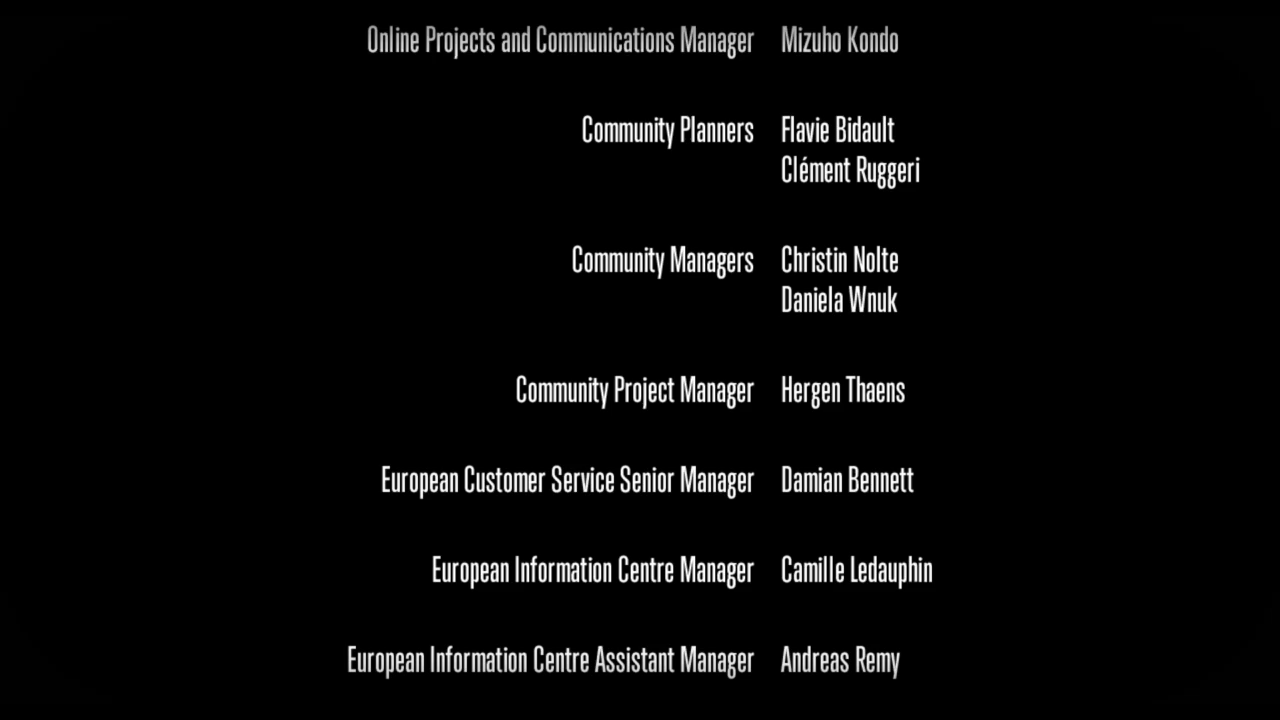 Online Projects and Communications Manager Mizuho Kondo
Community Planners Flavie Bidault
Clément Ruggeri
Community Managers Christin Nolte
Daniela Wnuk
Community Project Manager Hergen Thaens
European Customer Service Senior Manager Damian Bennett
European Information Centre Manager Camille Ledauphin
European Information Centre Assistant Manager Andreas Remy